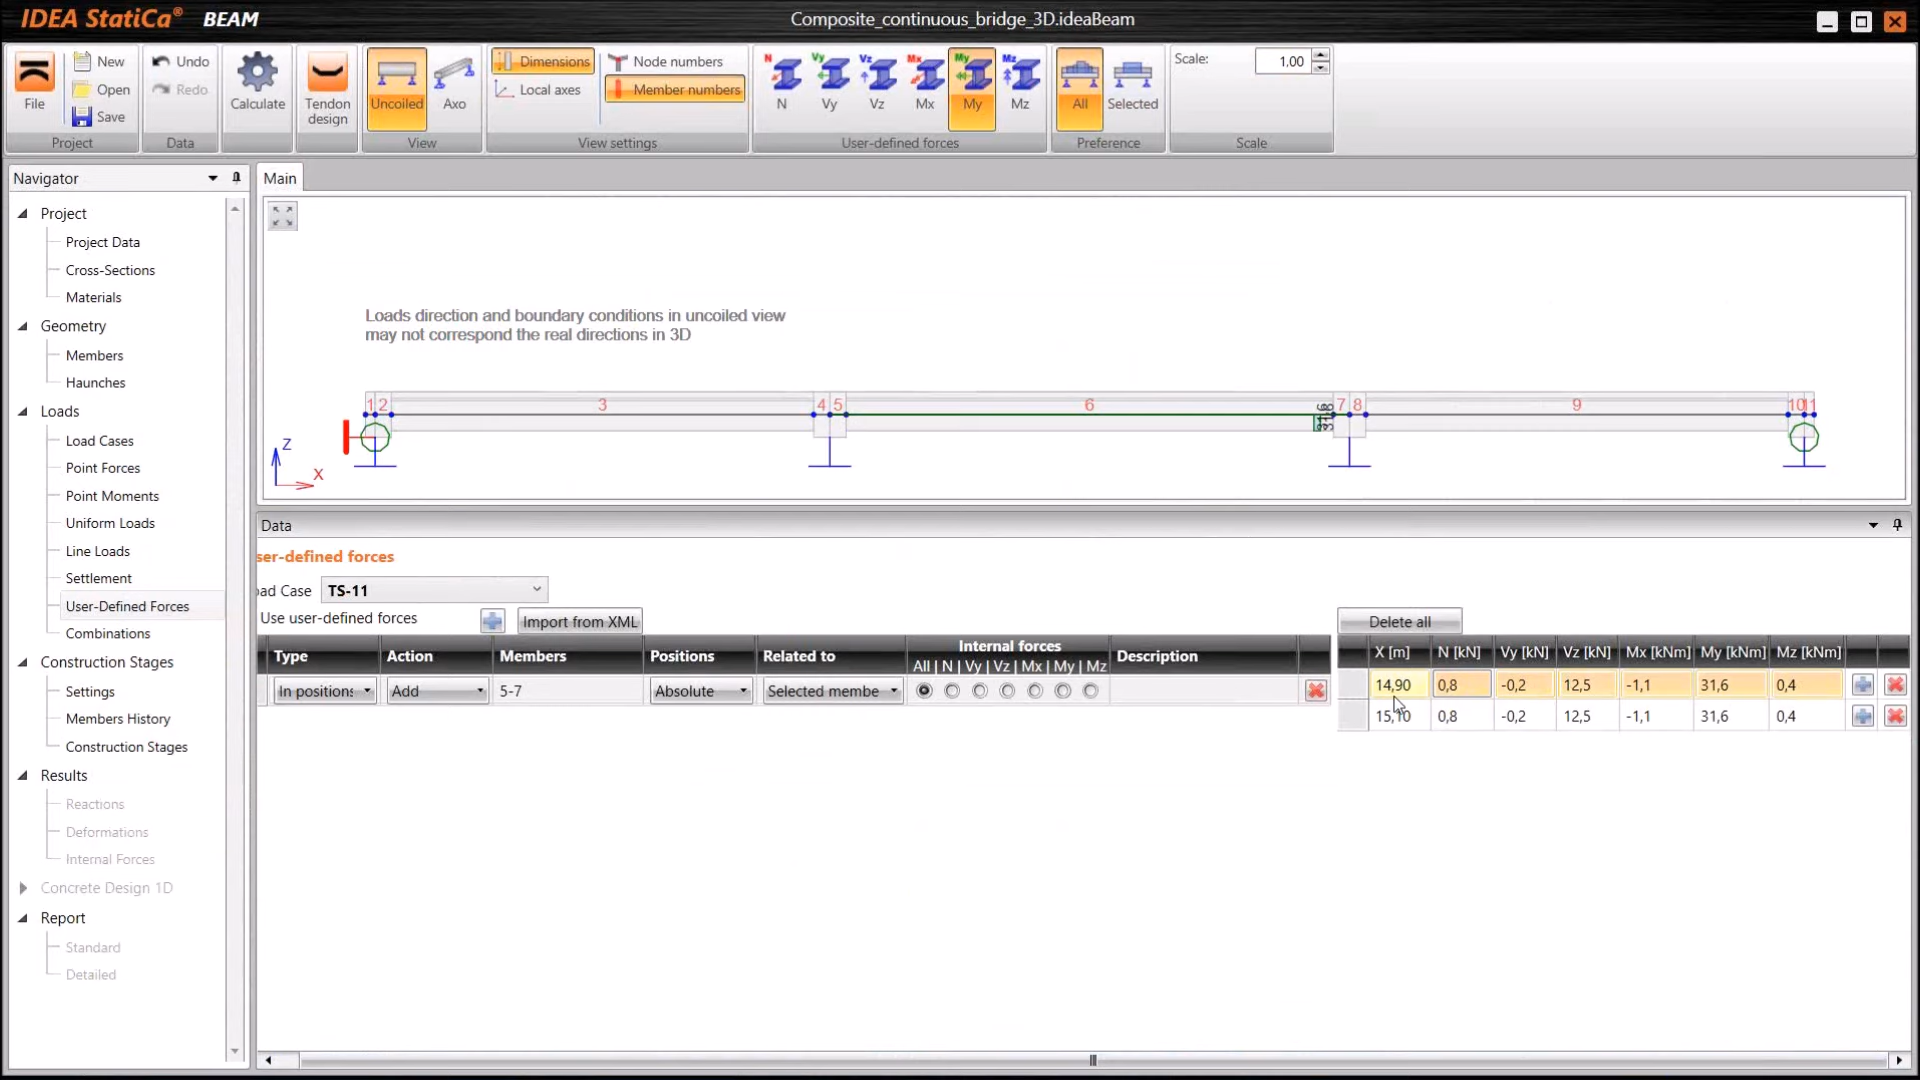 IDEA StatiCa® BEAM
Composite_continuous_bridge_3D.ideaBeam
File
New
Open
Save
Project
Undo
Redo
Data
Calculate
Tendon
design
Uncoiled
Axo
View
Dimensions
Local axes
Node numbers
Member numbers
View settings
N
Vy
Vz
Mx
My
Mz
User-defined forces
All
Selected
Preference
Scale: 1.00
Scale
Navigator
Project
Project Data
Cross-Sections
Materials
Geometry
Members
Haunches
Loads
Load Cases
Point Forces
Point Moments
Uniform Loads
Line Loads
Settlement
User-Defined Forces
Combinations
Construction Stages
Settings
Members History
Construction Stages
Results
Reactions
Deformations
Internal Forces
Concrete Design 1D
Report
Standard
Detailed
Main
Loads direction and boundary conditions in uncoiled view
may not correspond the real directions in 3D
1 2 3 4 5 6 7 8 9 10 11
Z
X
Data
ser-defined forces
oad Case TS-11
Use user-defined forces Import from XML Delete all
Type Action Members Positions Related to Internal forces Description
All | N | Vy | Vz | Mx | My | Mz
In positions Add 5-7 Absolute Selected membe
X [m] N [kN] Vy [kN] Vz [kN] Mx [kNm] My [kNm] Mz [kNm]
14,90 0,8 -0,2 12,5 -1,1 31,6 0,4
15,10 0,8 -0,2 12,5 -1,1 31,6 0,4